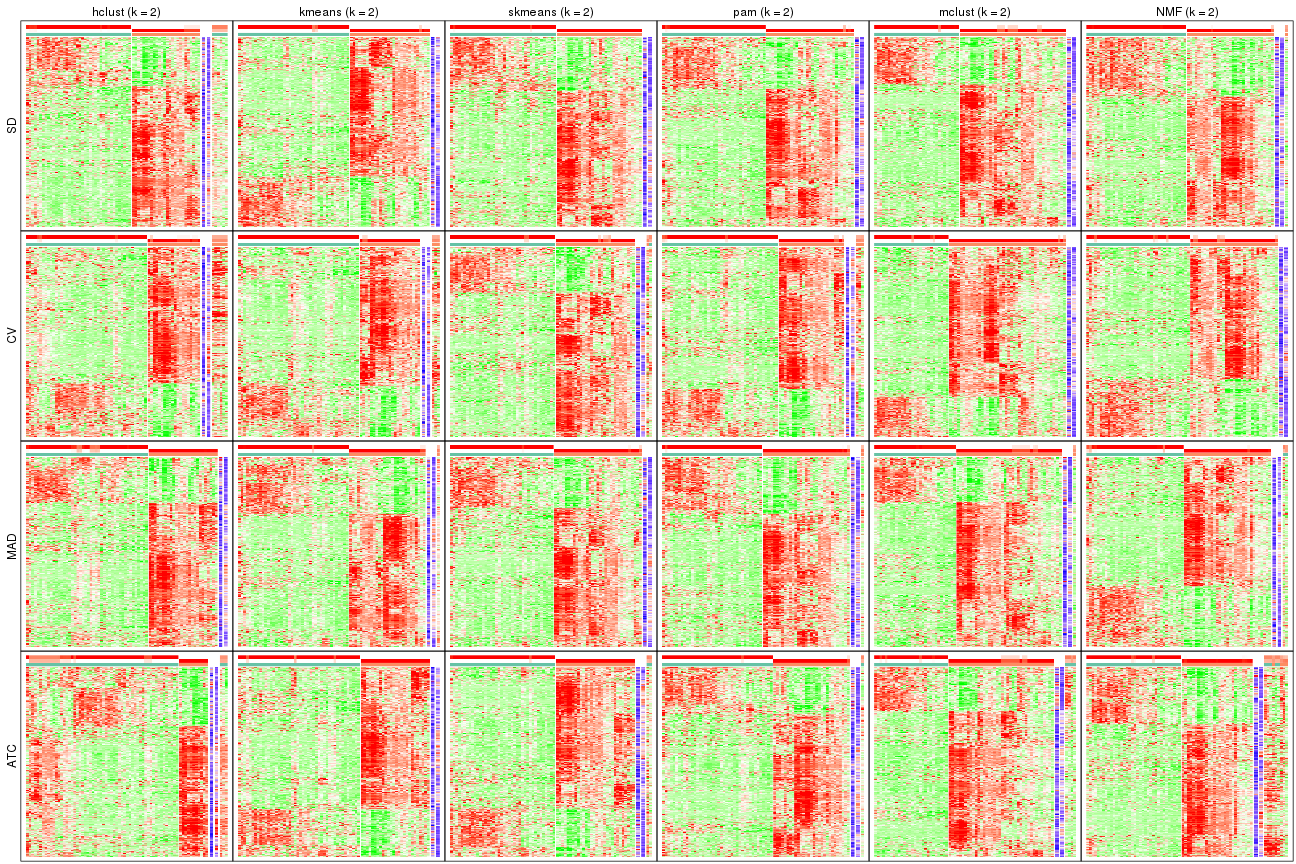 hclust (k = 2)
kmeans (k = 2)
skmeans (k = 2)
pam (k = 2)
mclust (k = 2)
NMF (k = 2)
SD
CV
MAD
ATC